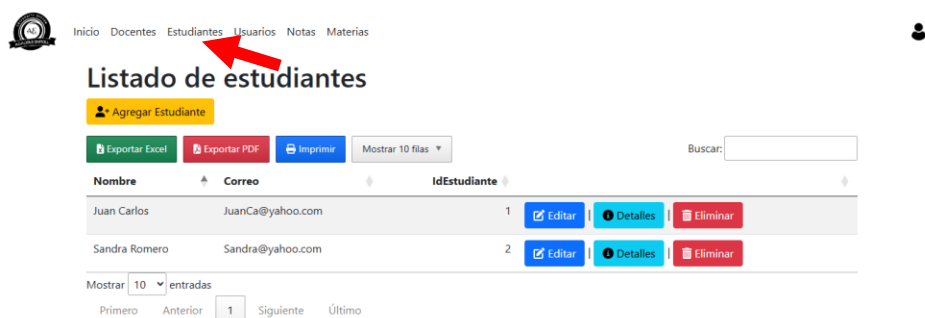 Inicio Docentes Estudiantes Usuarios Notas Materias
Listado de estudiantes
Agregar Estudiante
Exportar Excel Exportar PDF Imprimir Mostrar 10 filas Buscar:
Nombre Correo IdEstudiante
Juan Carlos JuanCa@yahoo.com 1 Editar | Detalles | Eliminar
Sandra Romero Sandra@yahoo.com 2 Editar | Detalles | Eliminar
Mostrar 10 entradas
Primero Anterior 1 Siguiente Último